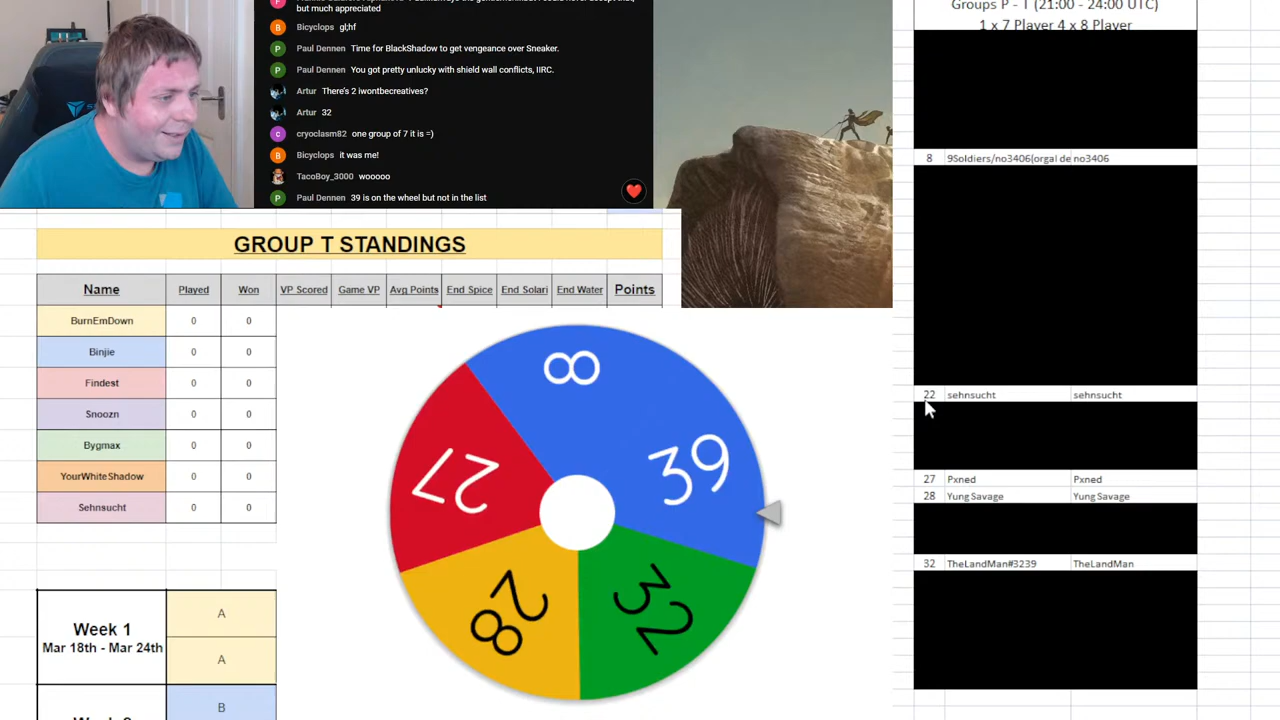 but much appreciated
Bicyclops gl;hf
Paul Dennen Time for BlackShadow to get vengeance over Sneaker.
Paul Dennen You got pretty unlucky with shield wall conflicts, IIRC.
Artur There's 2 iwontbecreatives?
Artur 32
cryoclasm82 one group of 7 it is =)
Bicyclops it was me!
TacoBoy_3000 wooooo
Paul Dennen 39 is on the wheel but not in the list
Groups P - T (21:00 - 24:00 UTC)
1 x 7 Player 4 x 8 Player
8 9Soldiers/no3406(orgal de no3406
22 sehnsucht sehnsucht
27 Pxned Pxned
28 Yung Savage Yung Savage
32 TheLandMan#3239 TheLandMan
GROUP T STANDINGS
Name Played Won VP Scored Game VP Avg Points End Spice End Solari End Water Points
BurnEmDown 0 0
Binjie 0 0
Findest 0 0
Snoozn 0 0
Bygmax 0 0
YourWhiteShadow 0 0
Sehnsucht 0 0
Week 1
Mar 18th - Mar 24th
A
A
B
8
39
32
28
27